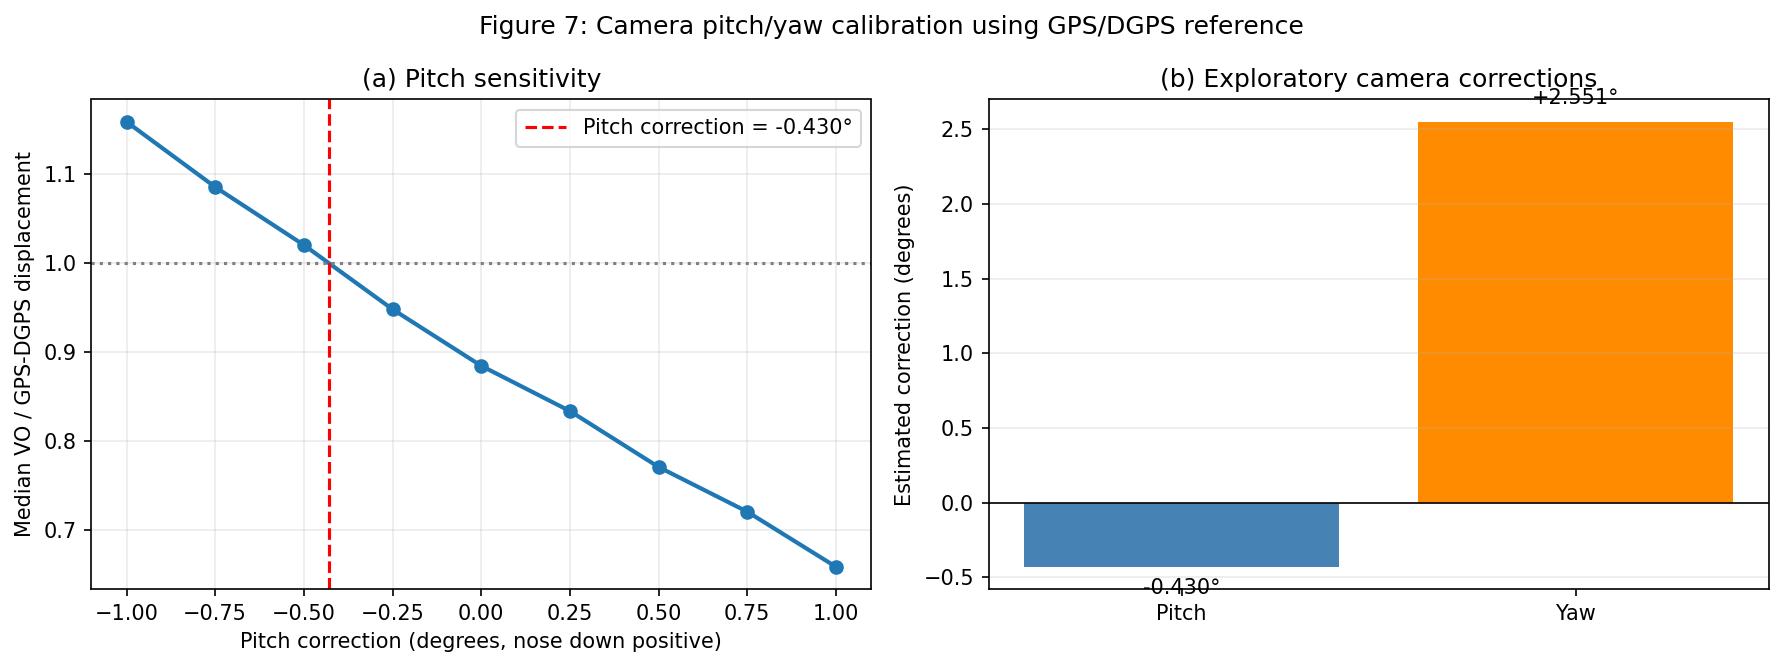 Figure 7: Camera pitch/yaw calibration using GPS/DGPS reference
(a) Pitch sensitivity
Median VO / GPS-DGPS displacement
1.1
1.0
0.9
0.8
0.7
Pitch correction = -0.430°
−1.00 −0.75 −0.50 −0.25 0.00 0.25 0.50 0.75 1.00
Pitch correction (degrees, nose down positive)
(b) Exploratory camera corrections
+2.551°
Estimated correction (degrees)
2.5
2.0
1.5
1.0
0.5
0.0
−0.5
-0.430°
Pitch Yaw